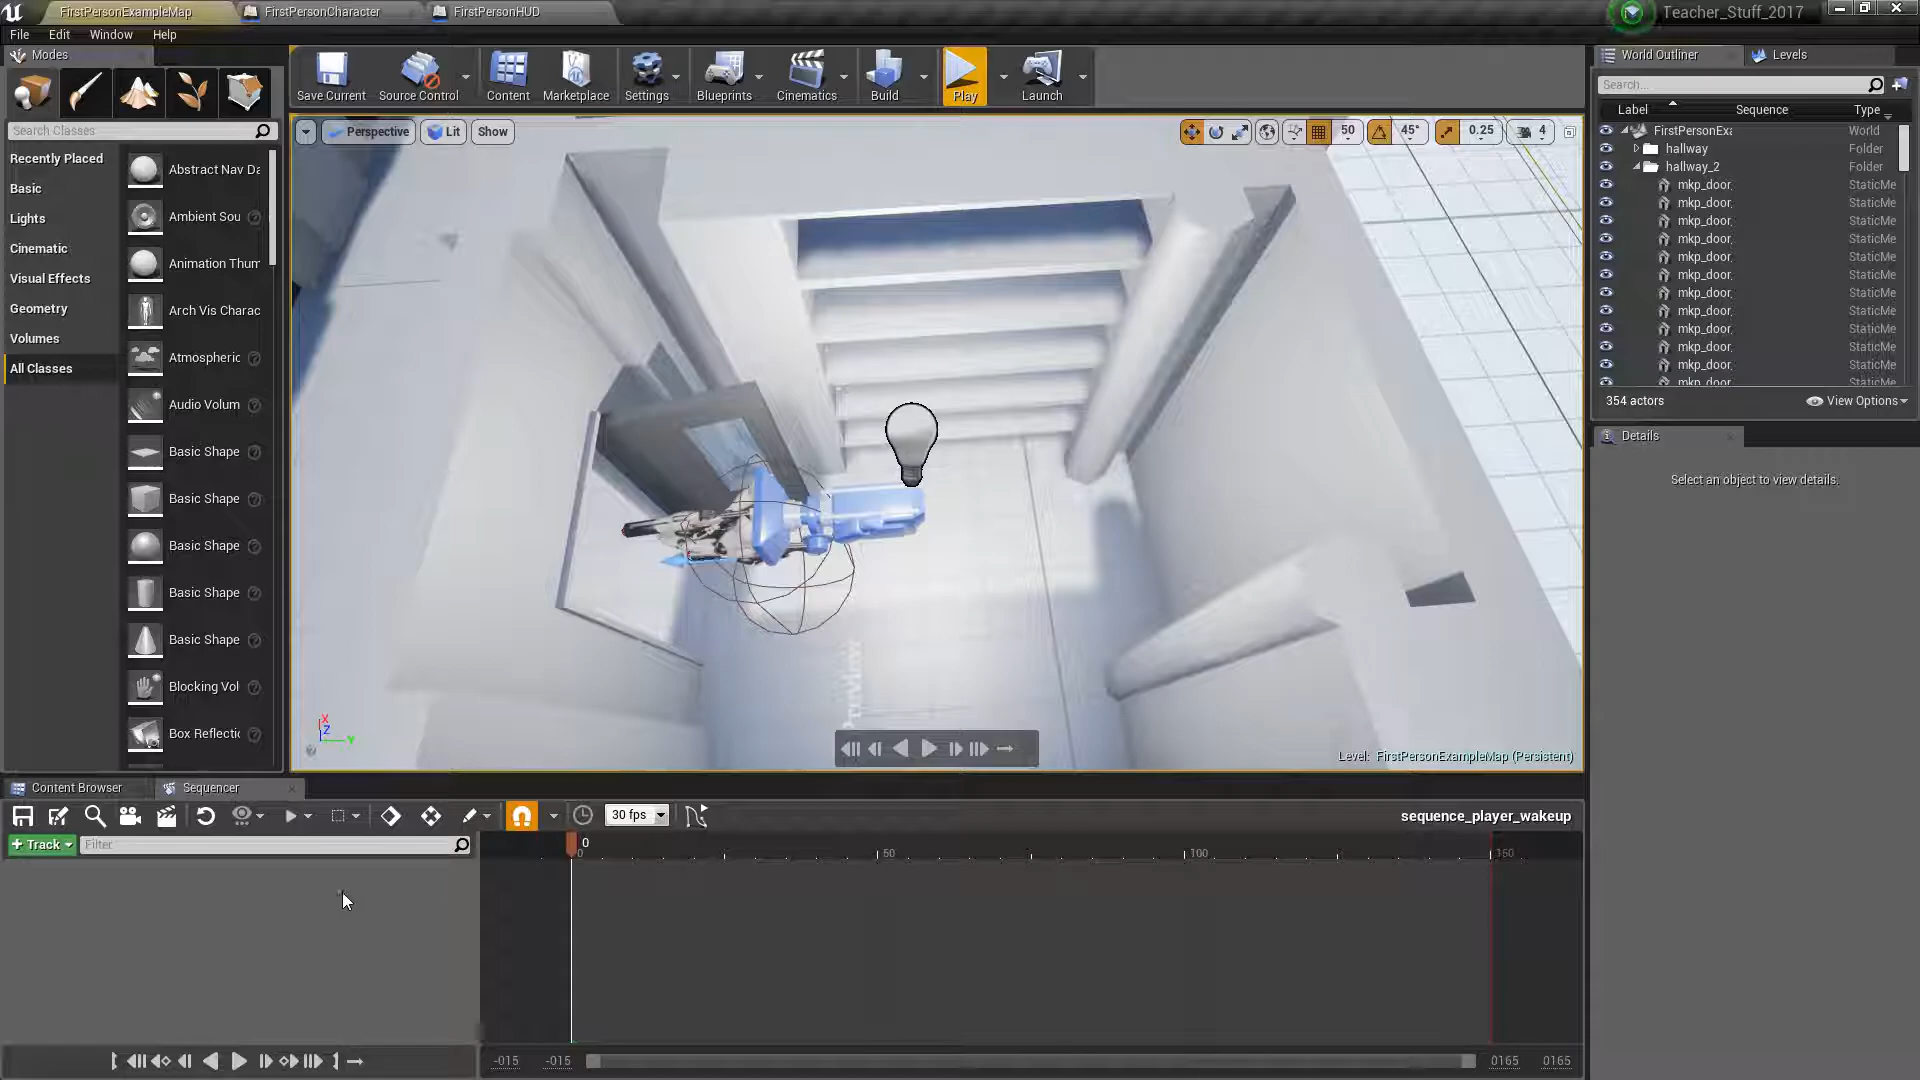 FirstPersonExampleMap
FirstPersonCharacter
FirstPersonHUD
Teacher_Stuff_2017
File
Edit
Window
Help
Modes
Search Classes
Recently Placed
Basic
Lights
Cinematic
Visual Effects
Geometry
Volumes
All Classes
Abstract Nav Da
Ambient Sou
Animation Thum
Arch Vis Charac
Atmospheric
Audio Volum
Basic Shape
Basic Shape
Basic Shape
Basic Shape
Basic Shape
Blocking Vol
Box Reflectic
Save Current
Source Control
Content
Marketplace
Settings
Blueprints
Cinematics
Build
Play
Launch
Perspective
Lit
Show
50
45°
0.25
4
Preview
X
Z
Y
Level: FirstPersonExampleMap (Persistent)
World Outliner
Levels
Search...
Label
Sequence
Type
FirstPersonExa World
hallway Folder
hallway_2 Folder
mkp_door, StaticMe
mkp_door, StaticMe
mkp_door, StaticMe
mkp_door, StaticMe
mkp_door, StaticMe
mkp_door, StaticMe
mkp_door, StaticMe
mkp_door, StaticMe
mkp_door, StaticMe
mkp_door, StaticMe
mkp_door, StaticMe
mkp_door StaticMe
354 actors
View Options
Details
Select an object to view details.
Content Browser
Sequencer
30 fps
sequence_player_wakeup
+ Track
Filter
0
0
50
100
150
-015
-015
0165
0165